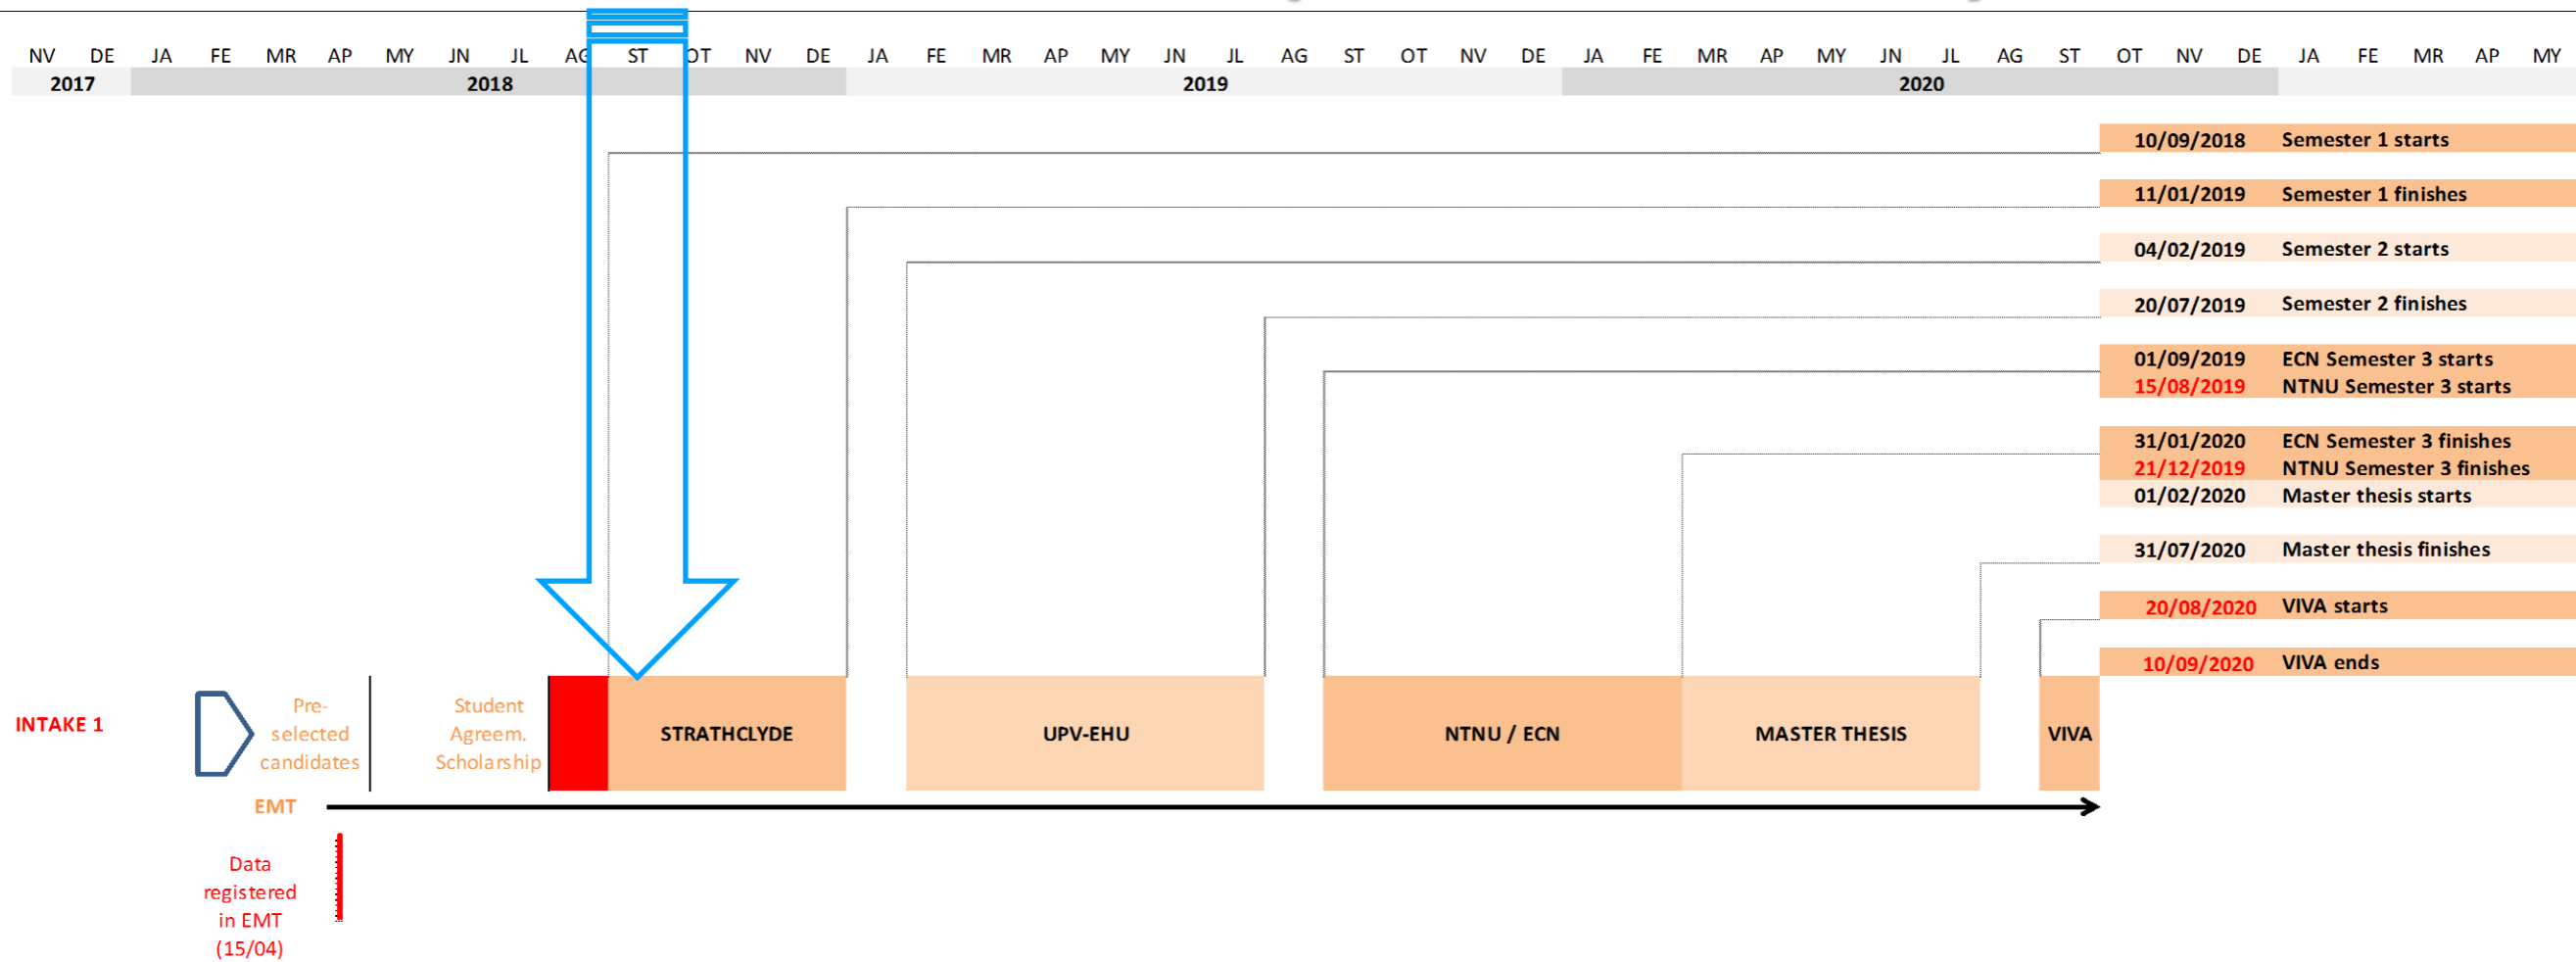 NV DE JA FE MR AP MY JN JL AG ST OT NV DE JA FE MR AP MY JN JL AG ST OT NV DE JA FE MR AP MY JN JL AG ST OT NV DE JA FE MR AP MY
2017 2018 2019 2020
10/09/2018 Semester 1 starts
11/01/2019 Semester 1 finishes
04/02/2019 Semester 2 starts
20/07/2019 Semester 2 finishes
01/09/2019 ECN Semester 3 starts
15/08/2019 NTNU Semester 3 starts
31/01/2020 ECN Semester 3 finishes
21/12/2019 NTNU Semester 3 finishes
01/02/2020 Master thesis starts
31/07/2020 Master thesis finishes
20/08/2020 VIVA starts
10/09/2020 VIVA ends
INTAKE 1
Pre-
selected
candidates
Student
Agreem.
Scholarship
STRATHCLYDE
UPV-EHU
NTNU / ECN
MASTER THESIS
VIVA
EMT
Data
registered
in EMT
(15/04)